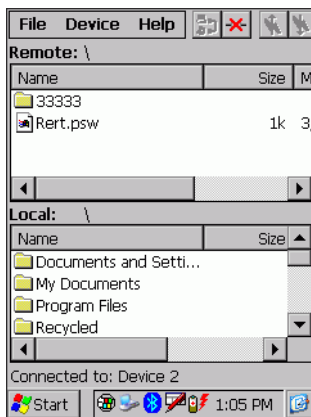 File Device Help
Remote: \
Name Size M
33333
Rert.psw 1k 3
Local: \
Name Size
Documents and Setti...
My Documents
Program Files
Recycled
Connected to: Device 2
Start 1:05 PM